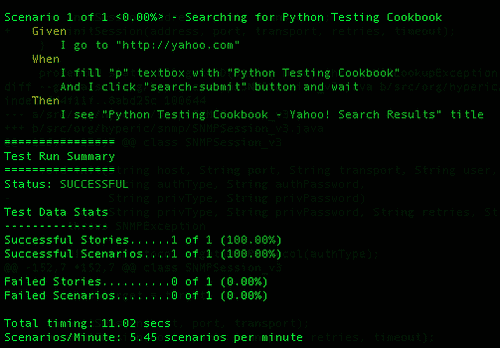 Scenario 1 of 1 <0.00%> - Searching for Python Testing Cookbook
Given
I go to "http://yahoo.com"
When
I fill "p" textbox with "Python Testing Cookbook"
And I click "search-submit" button and wait
Then
I see "Python Testing Cookbook - Yahoo! Search Results" title
================
Test Run Summary
================
Status: SUCCESSFUL
Test Data Stats
---------------
Successful Stories......1 of 1 (100.00%)
Successful Scenarios....1 of 1 (100.00%)
Failed Stories..........0 of 1 (0.00%)
Failed Scenarios........0 of 1 (0.00%)
Total timing: 11.02 secs
Scenarios/Minute: 5.45 scenarios per minute